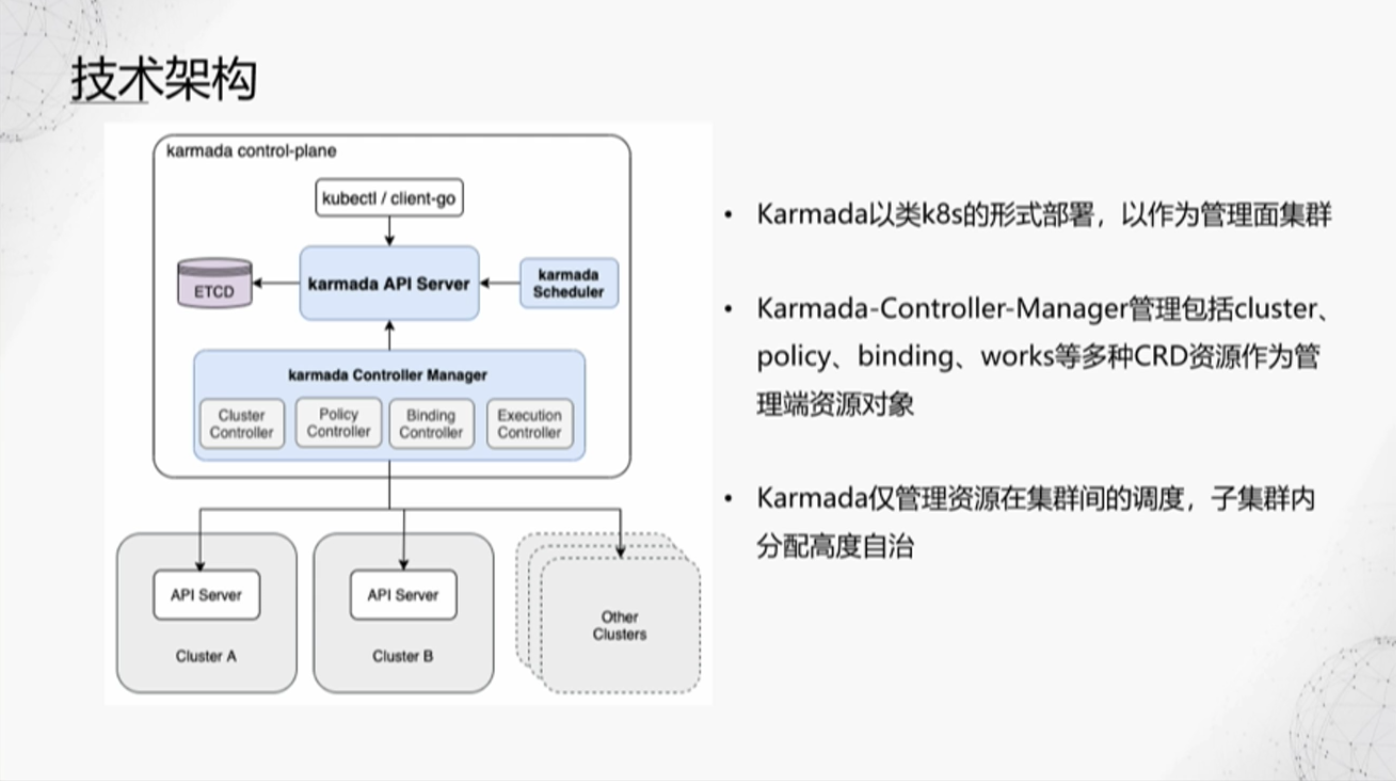 技术架构
karmada control-plane
kubectl / client-go
ETCD
karmada API Server
karmada
Scheduler
karmada Controller Manager
Cluster
Controller
Policy
Controller
Binding
Controller
Execution
Controller
API Server
Cluster A
API Server
Cluster B
Other
Clusters
• Karmada以类k8s的形式部署，以作为管理面集群
• Karmada-Controller-Manager管理包括cluster、
policy、binding、works等多种CRD资源作为管
理端资源对象
• Karmada仅管理资源在集群间的调度，子集群内
分配高度自治